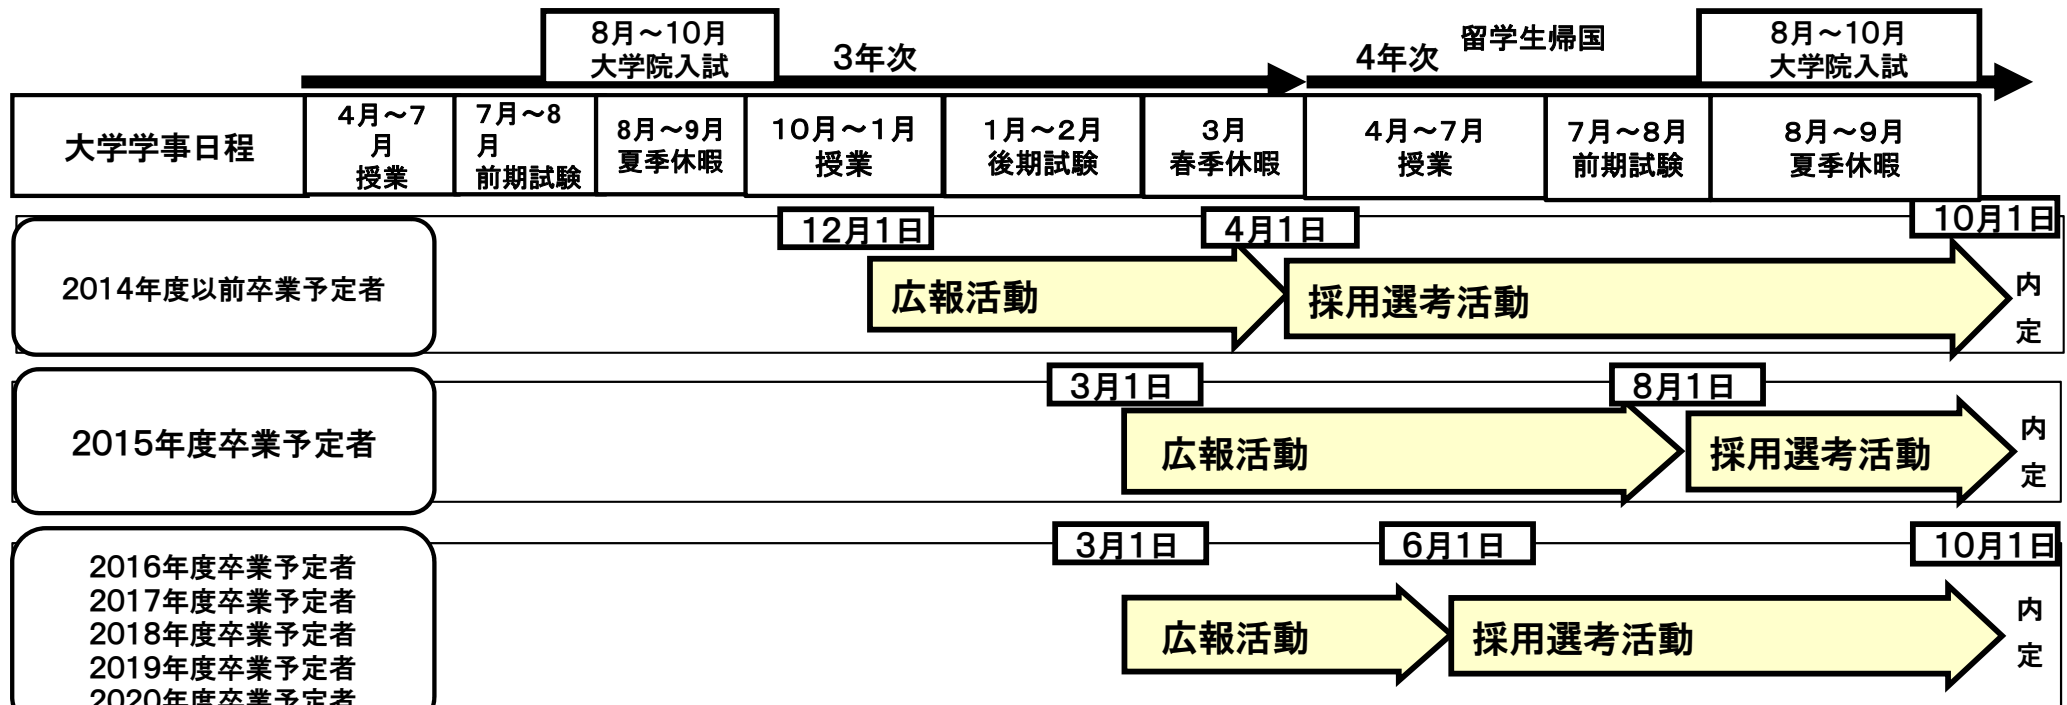 8月～10月
大学院入試
3年次
4年次
留学生帰国
8月～10月
大学院入試
大学学事日程
4月～7
月
授業
7月～8
月
前期試験
8月～9月
夏季休暇
10月～1月
授業
1月～2月
後期試験
3月
春季休暇
4月～7月
授業
7月～8月
前期試験
8月～9月
夏季休暇
12月1日
4月1日
10月1日
2014年度以前卒業予定者
広報活動
採用選考活動
内
定
3月1日
8月1日
2015年度卒業予定者
広報活動
採用選考活動
内
定
3月1日
6月1日
10月1日
2016年度卒業予定者
2017年度卒業予定者
2018年度卒業予定者
2019年度卒業予定者
2020年度卒業予定者
広報活動
採用選考活動
内
定